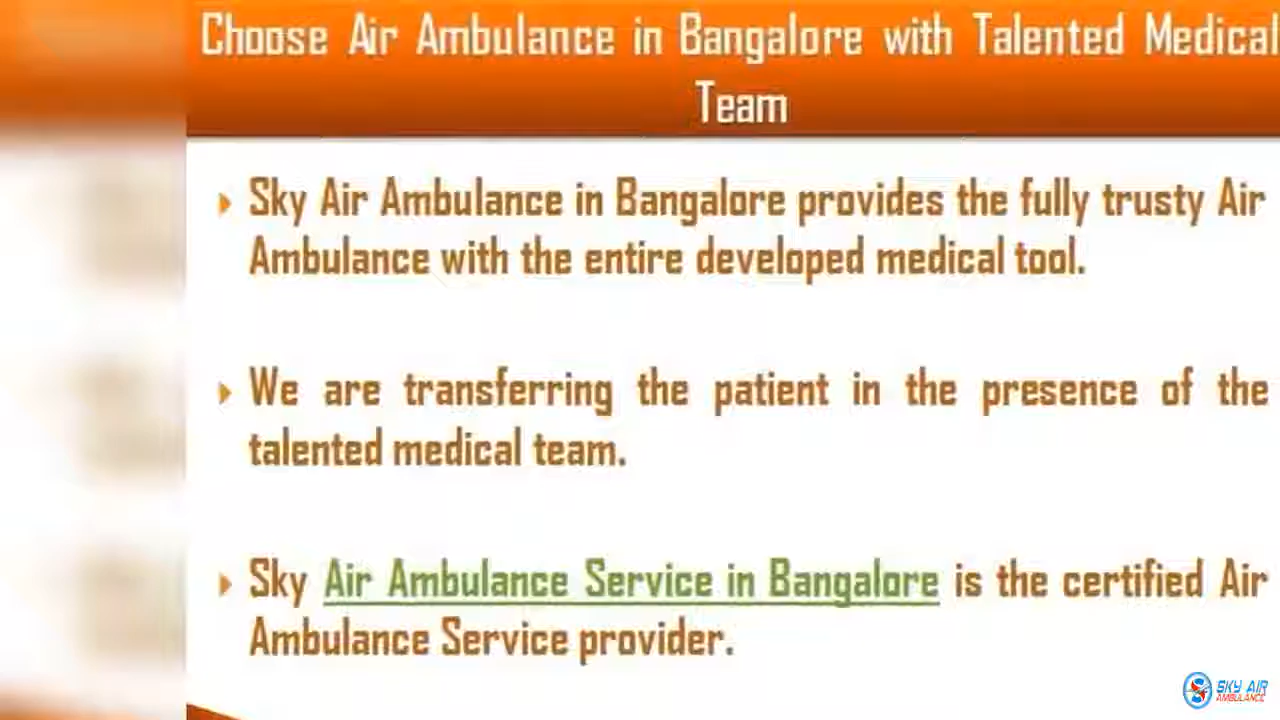 Choose Air Ambulance in Bangalore with Talented Medical
Team
Sky Air Ambulance in Bangalore provides the fully trusty Air
Ambulance with the entire developed medical tool.
We are transferring the patient in the presence of the
talented medical team.
Sky Air Ambulance Service in Bangalore is the certified Air
Ambulance Service provider.
SKY AIR
AMBULANCE